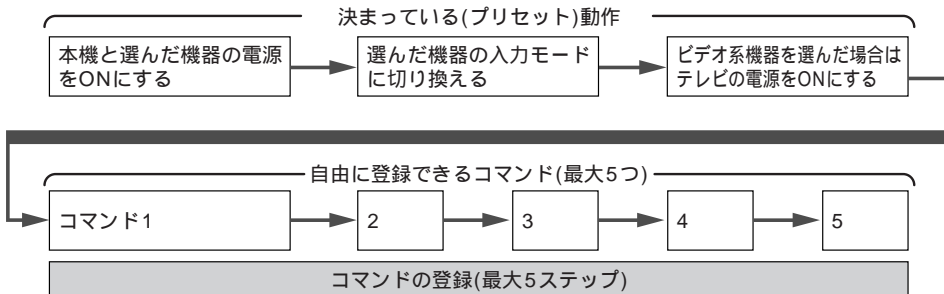 決まっている(プリセット)動作
本機と選んだ機器の電源
をONにする
選んだ機器の入力モード
に切り換える
ビデオ系機器を選んだ場合は
テレビの電源をONにする
自由に登録できるコマンド(最大5つ)
コマンド1
2
3
4
5
コマンドの登録(最大5ステップ)